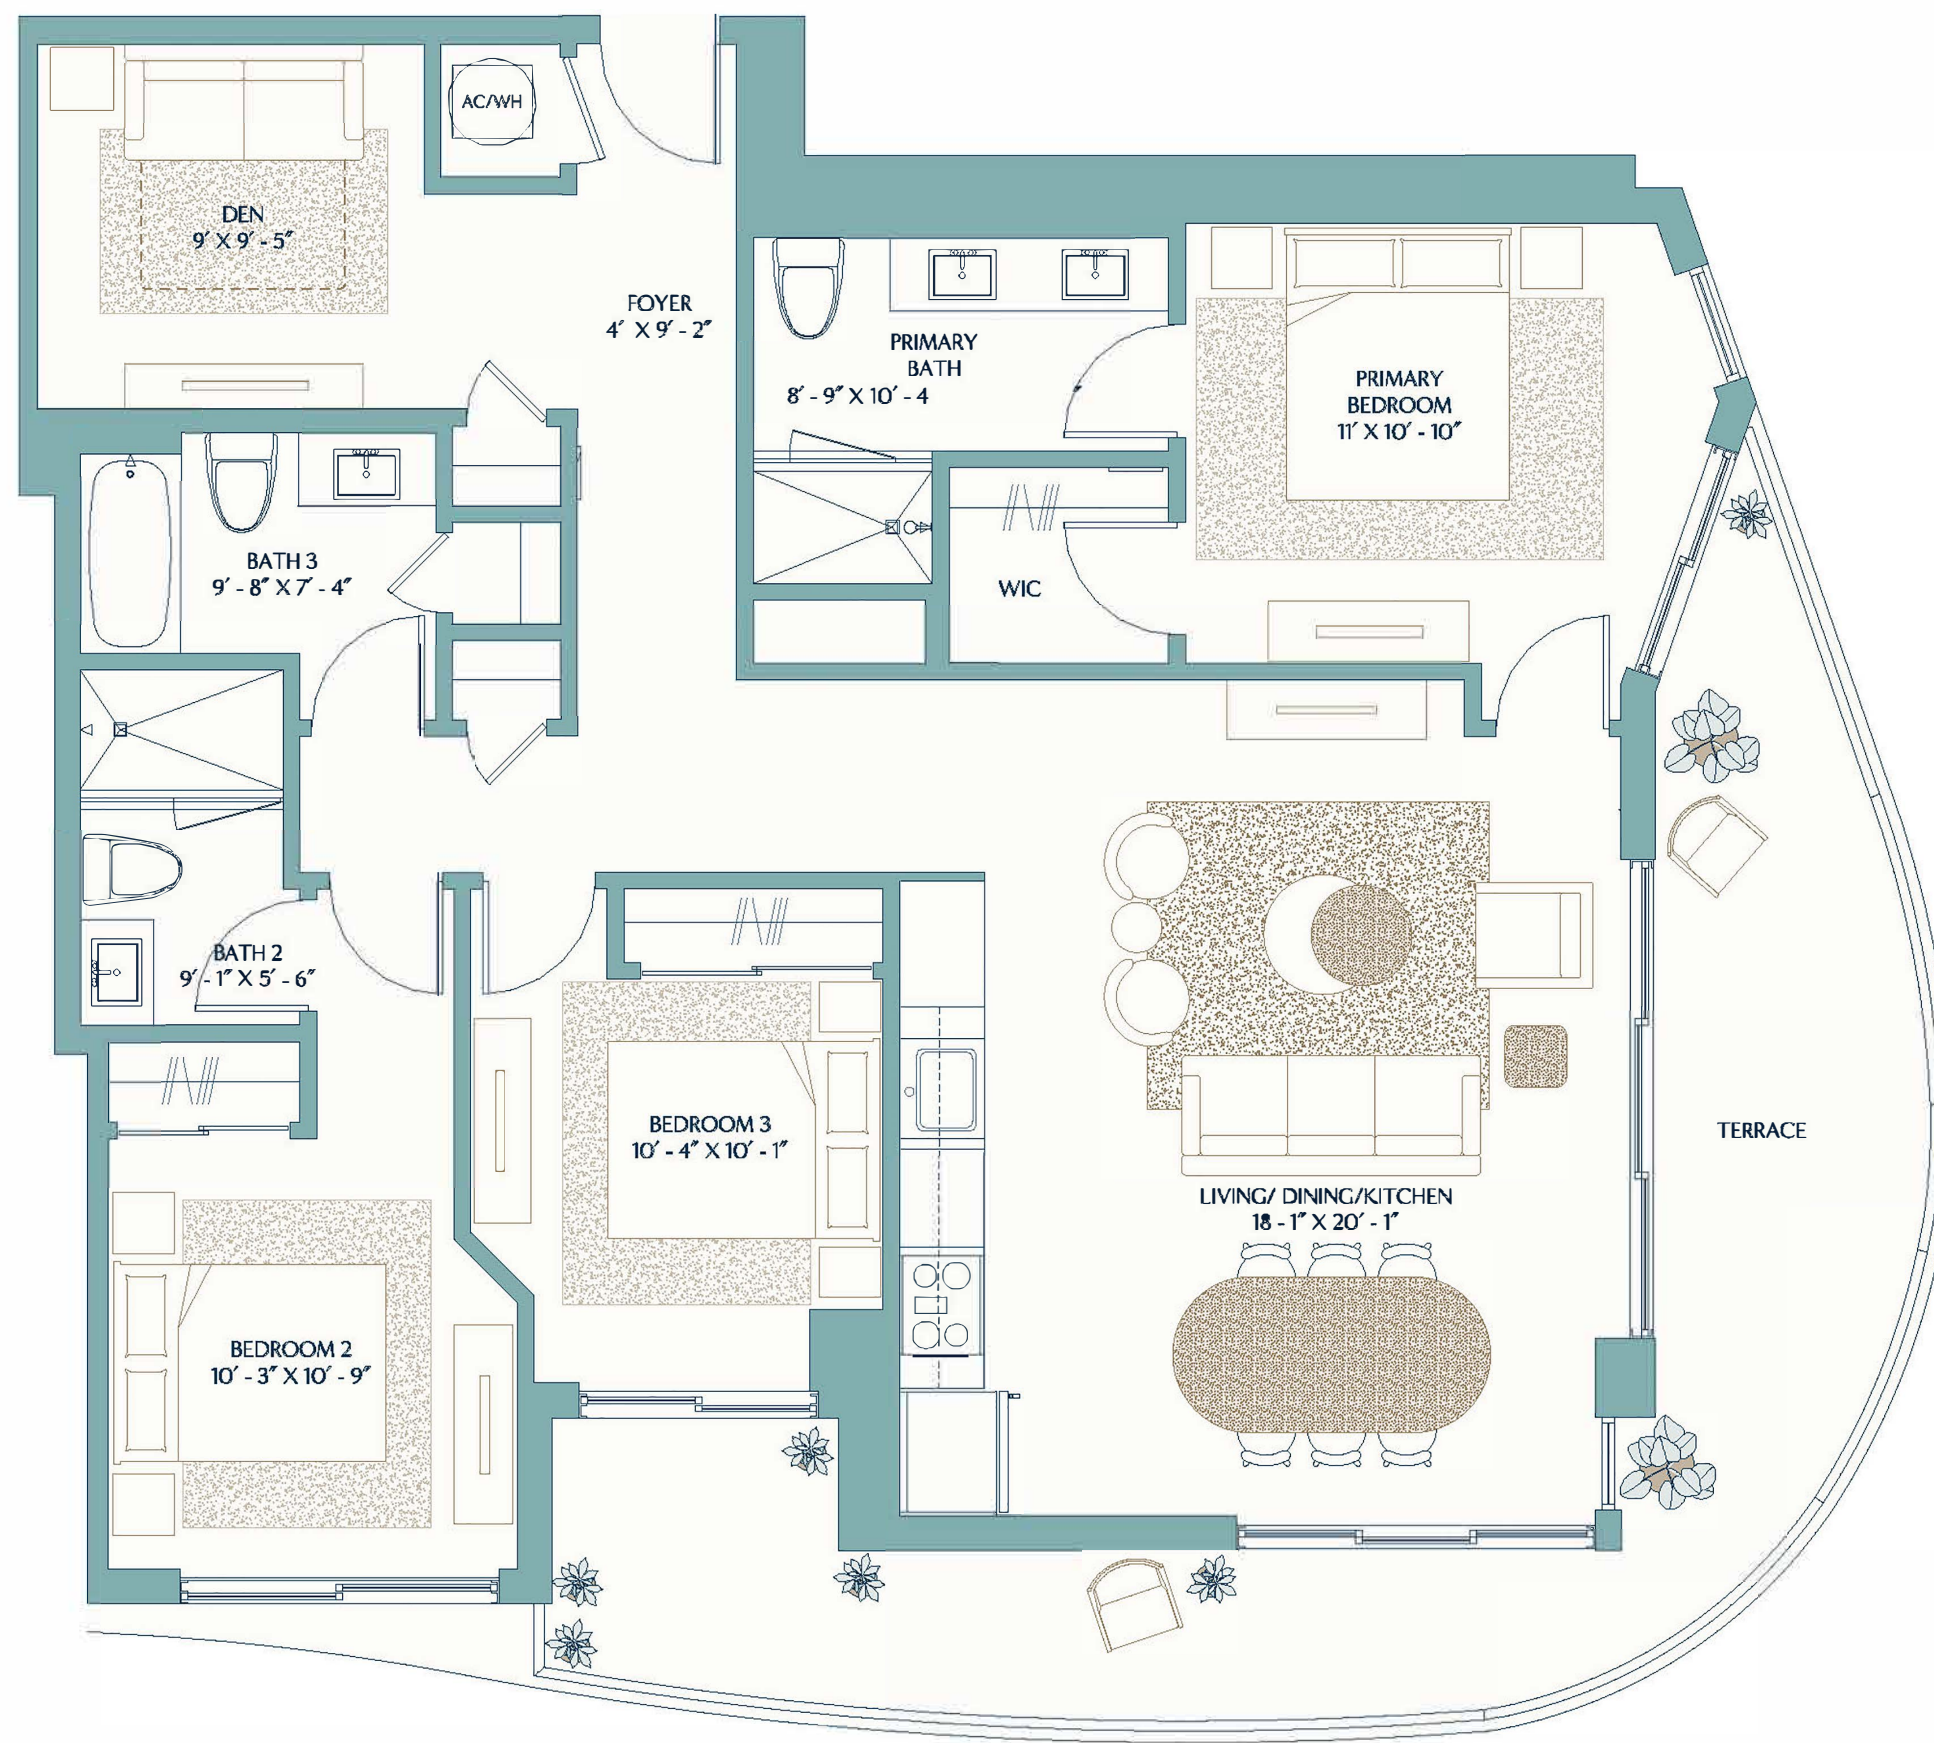 AC/WH
DEN
9′ X 9′ - 5″
FOYER
4′ X 9′ - 2″
PRIMARY
BATH
8′ - 9″ X 10′ - 4
PRIMARY
BEDROOM
11′ X 10′ - 10″
BATH 3
9′ - 8″ X 7′ - 4″
WIC
BATH 2
9′ - 1″ X 5′ - 6″
BEDROOM 3
10′ - 4″ X 10′ - 1″
TERRACE
LIVING/ DINING/KITCHEN
18 - 1″ X 20′ - 1″
BEDROOM 2
10′ - 3″ X 10′ - 9″